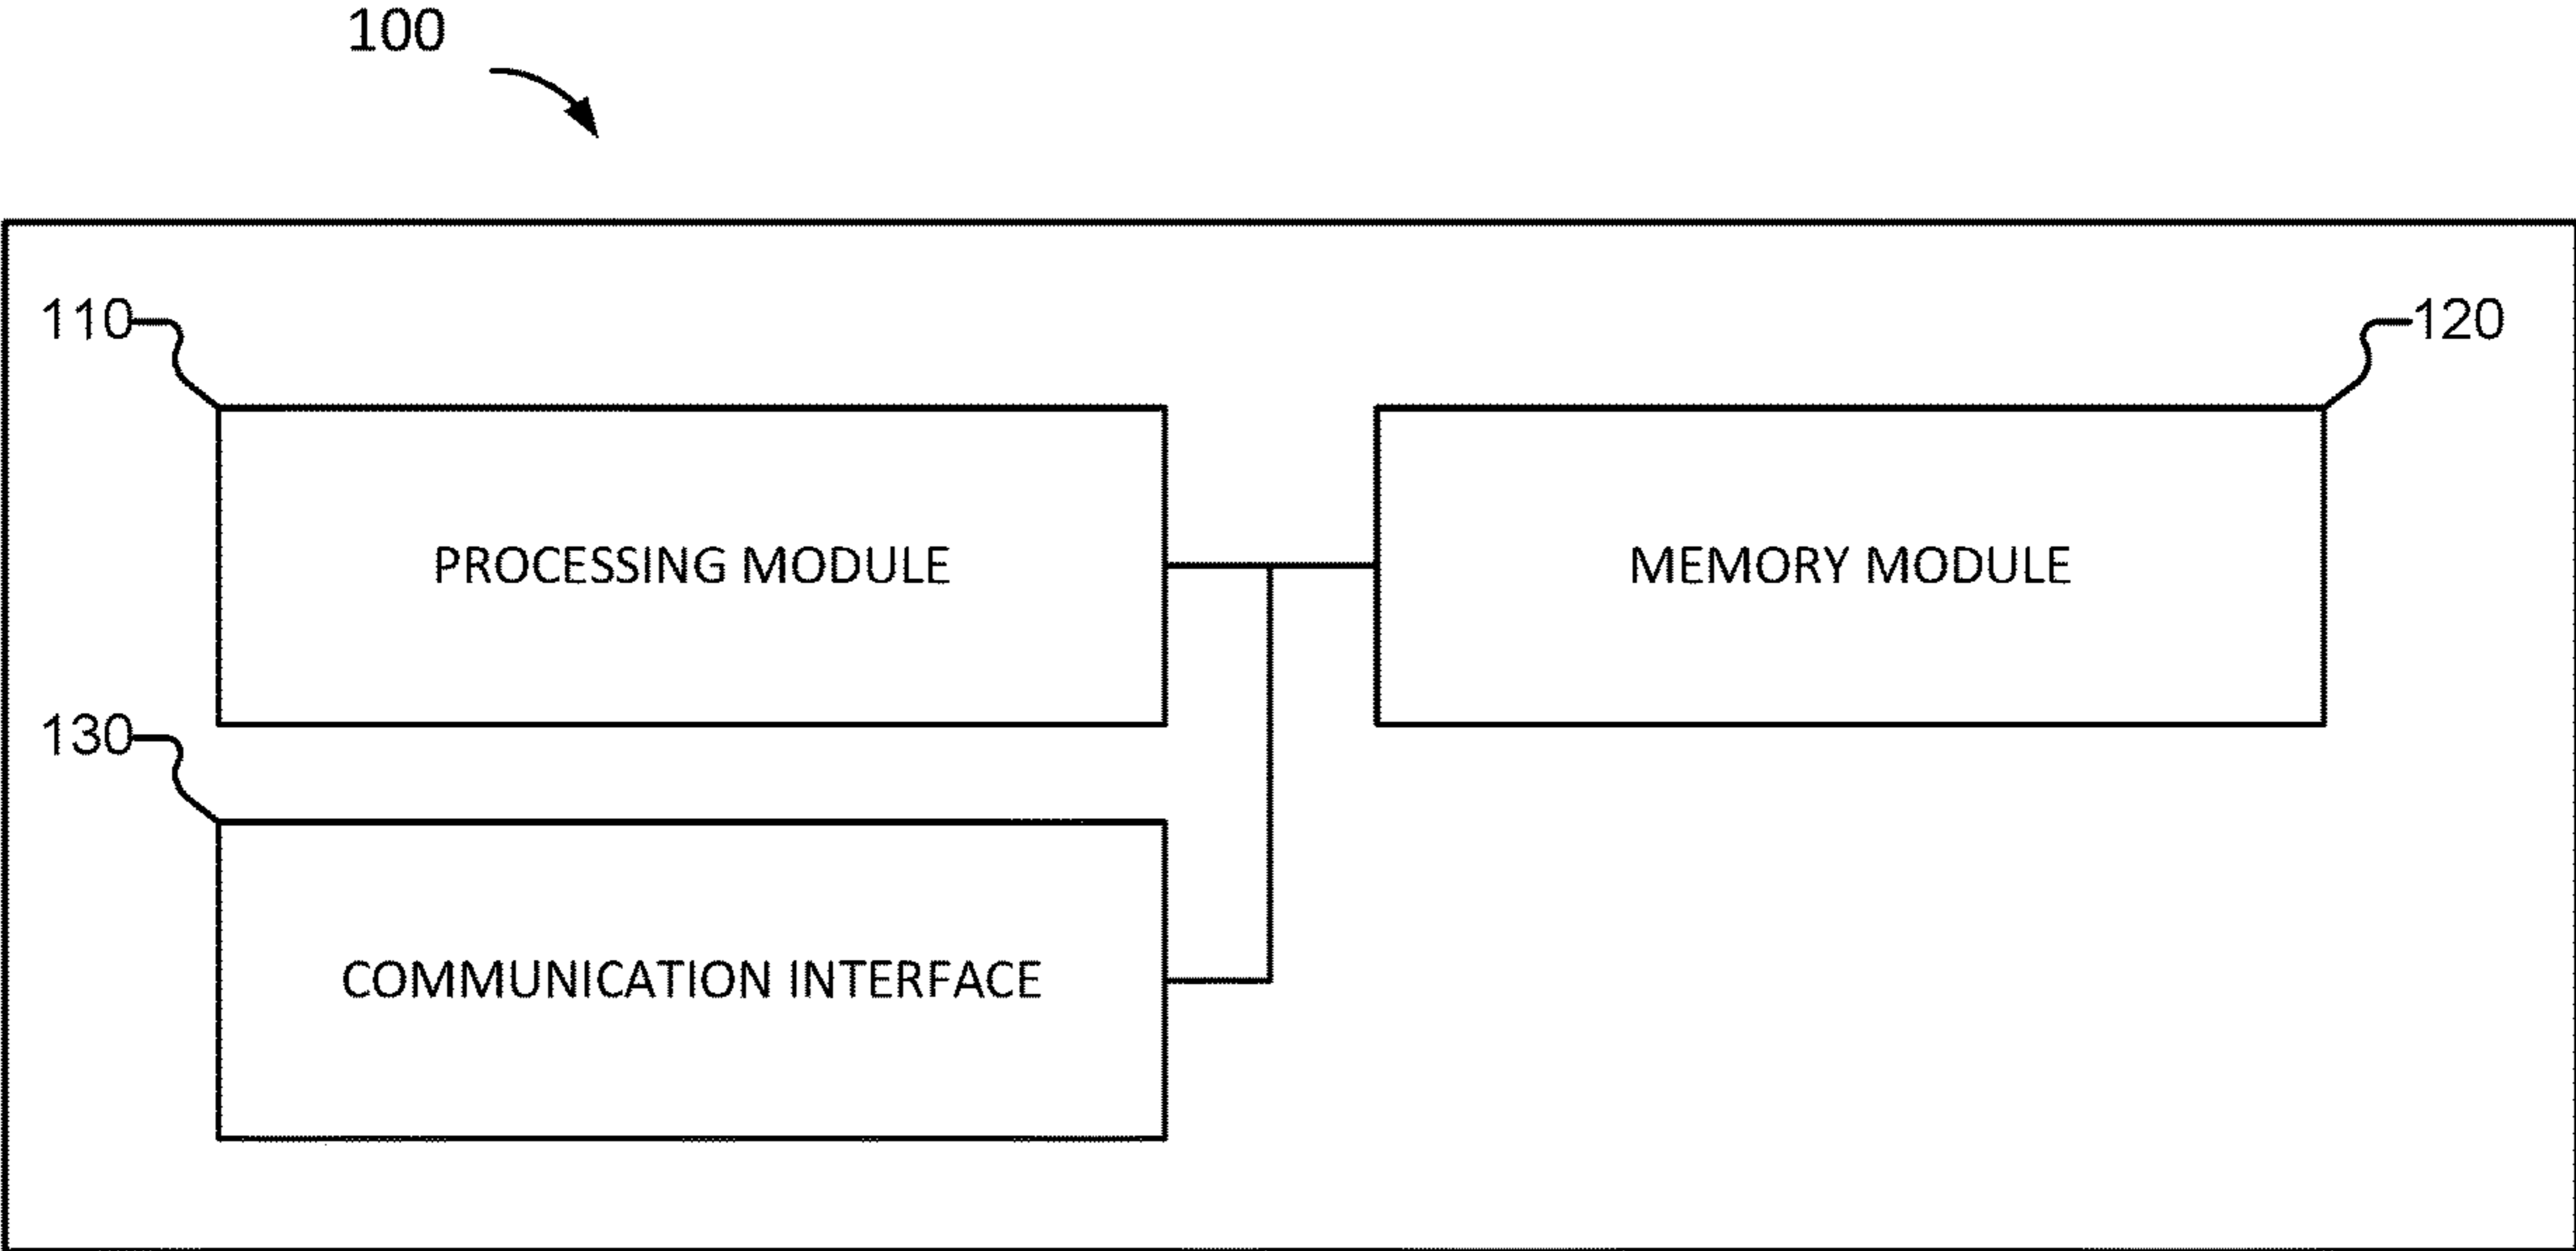 100
110
120
PROCESSING MODULE
MEMORY MODULE
130
COMMUNICATION INTERFACE